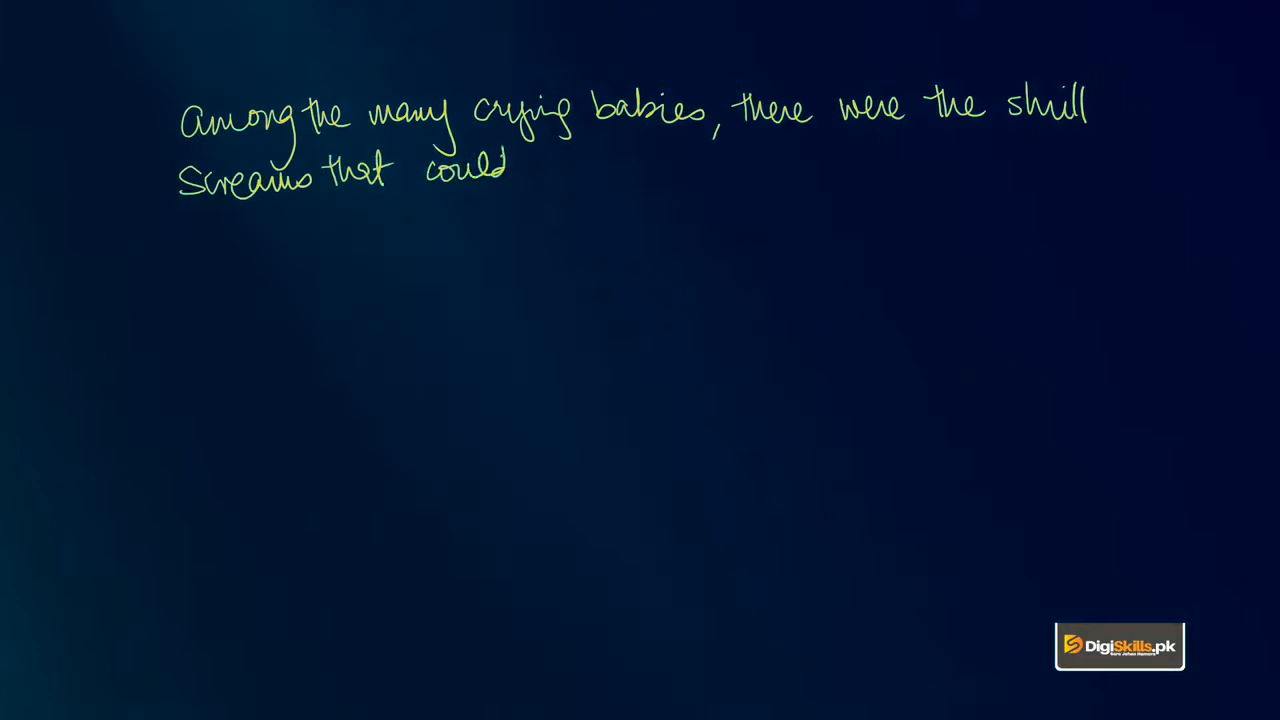 Among the many crying babies, there were the shrill
screams that could
DigiSkills.pk